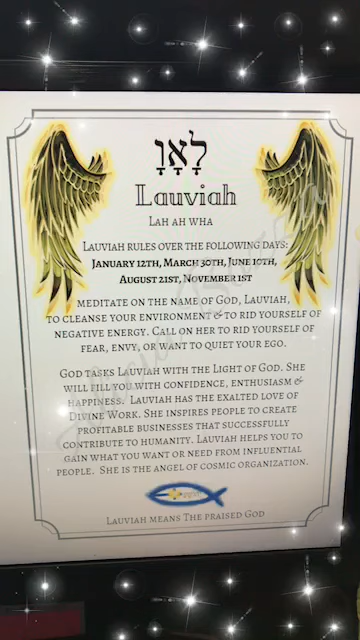 לָאָוָ
Lauviah
Lah ah wha
Lauviah rules over the following days:
January 12th, March 30th, June 10th,
August 21st, November 1st
meditate on the name of God, Lauviah,
to cleanse your environment & to rid yourself of
negative energy. Call on her to rid yourself of
fear, envy, or want to quiet your ego.
God tasks Lauviah with the Light of God. She
will fill you with confidence, enthusiasm &
happiness. Lauviah has the exalted love of
Divine Work. She inspires people to create
profitable businesses that successfully
contribute to humanity. Lauviah helps you to
gain what you want or need from influential
people. She is the angel of cosmic organization.
Lauviah means The praised God